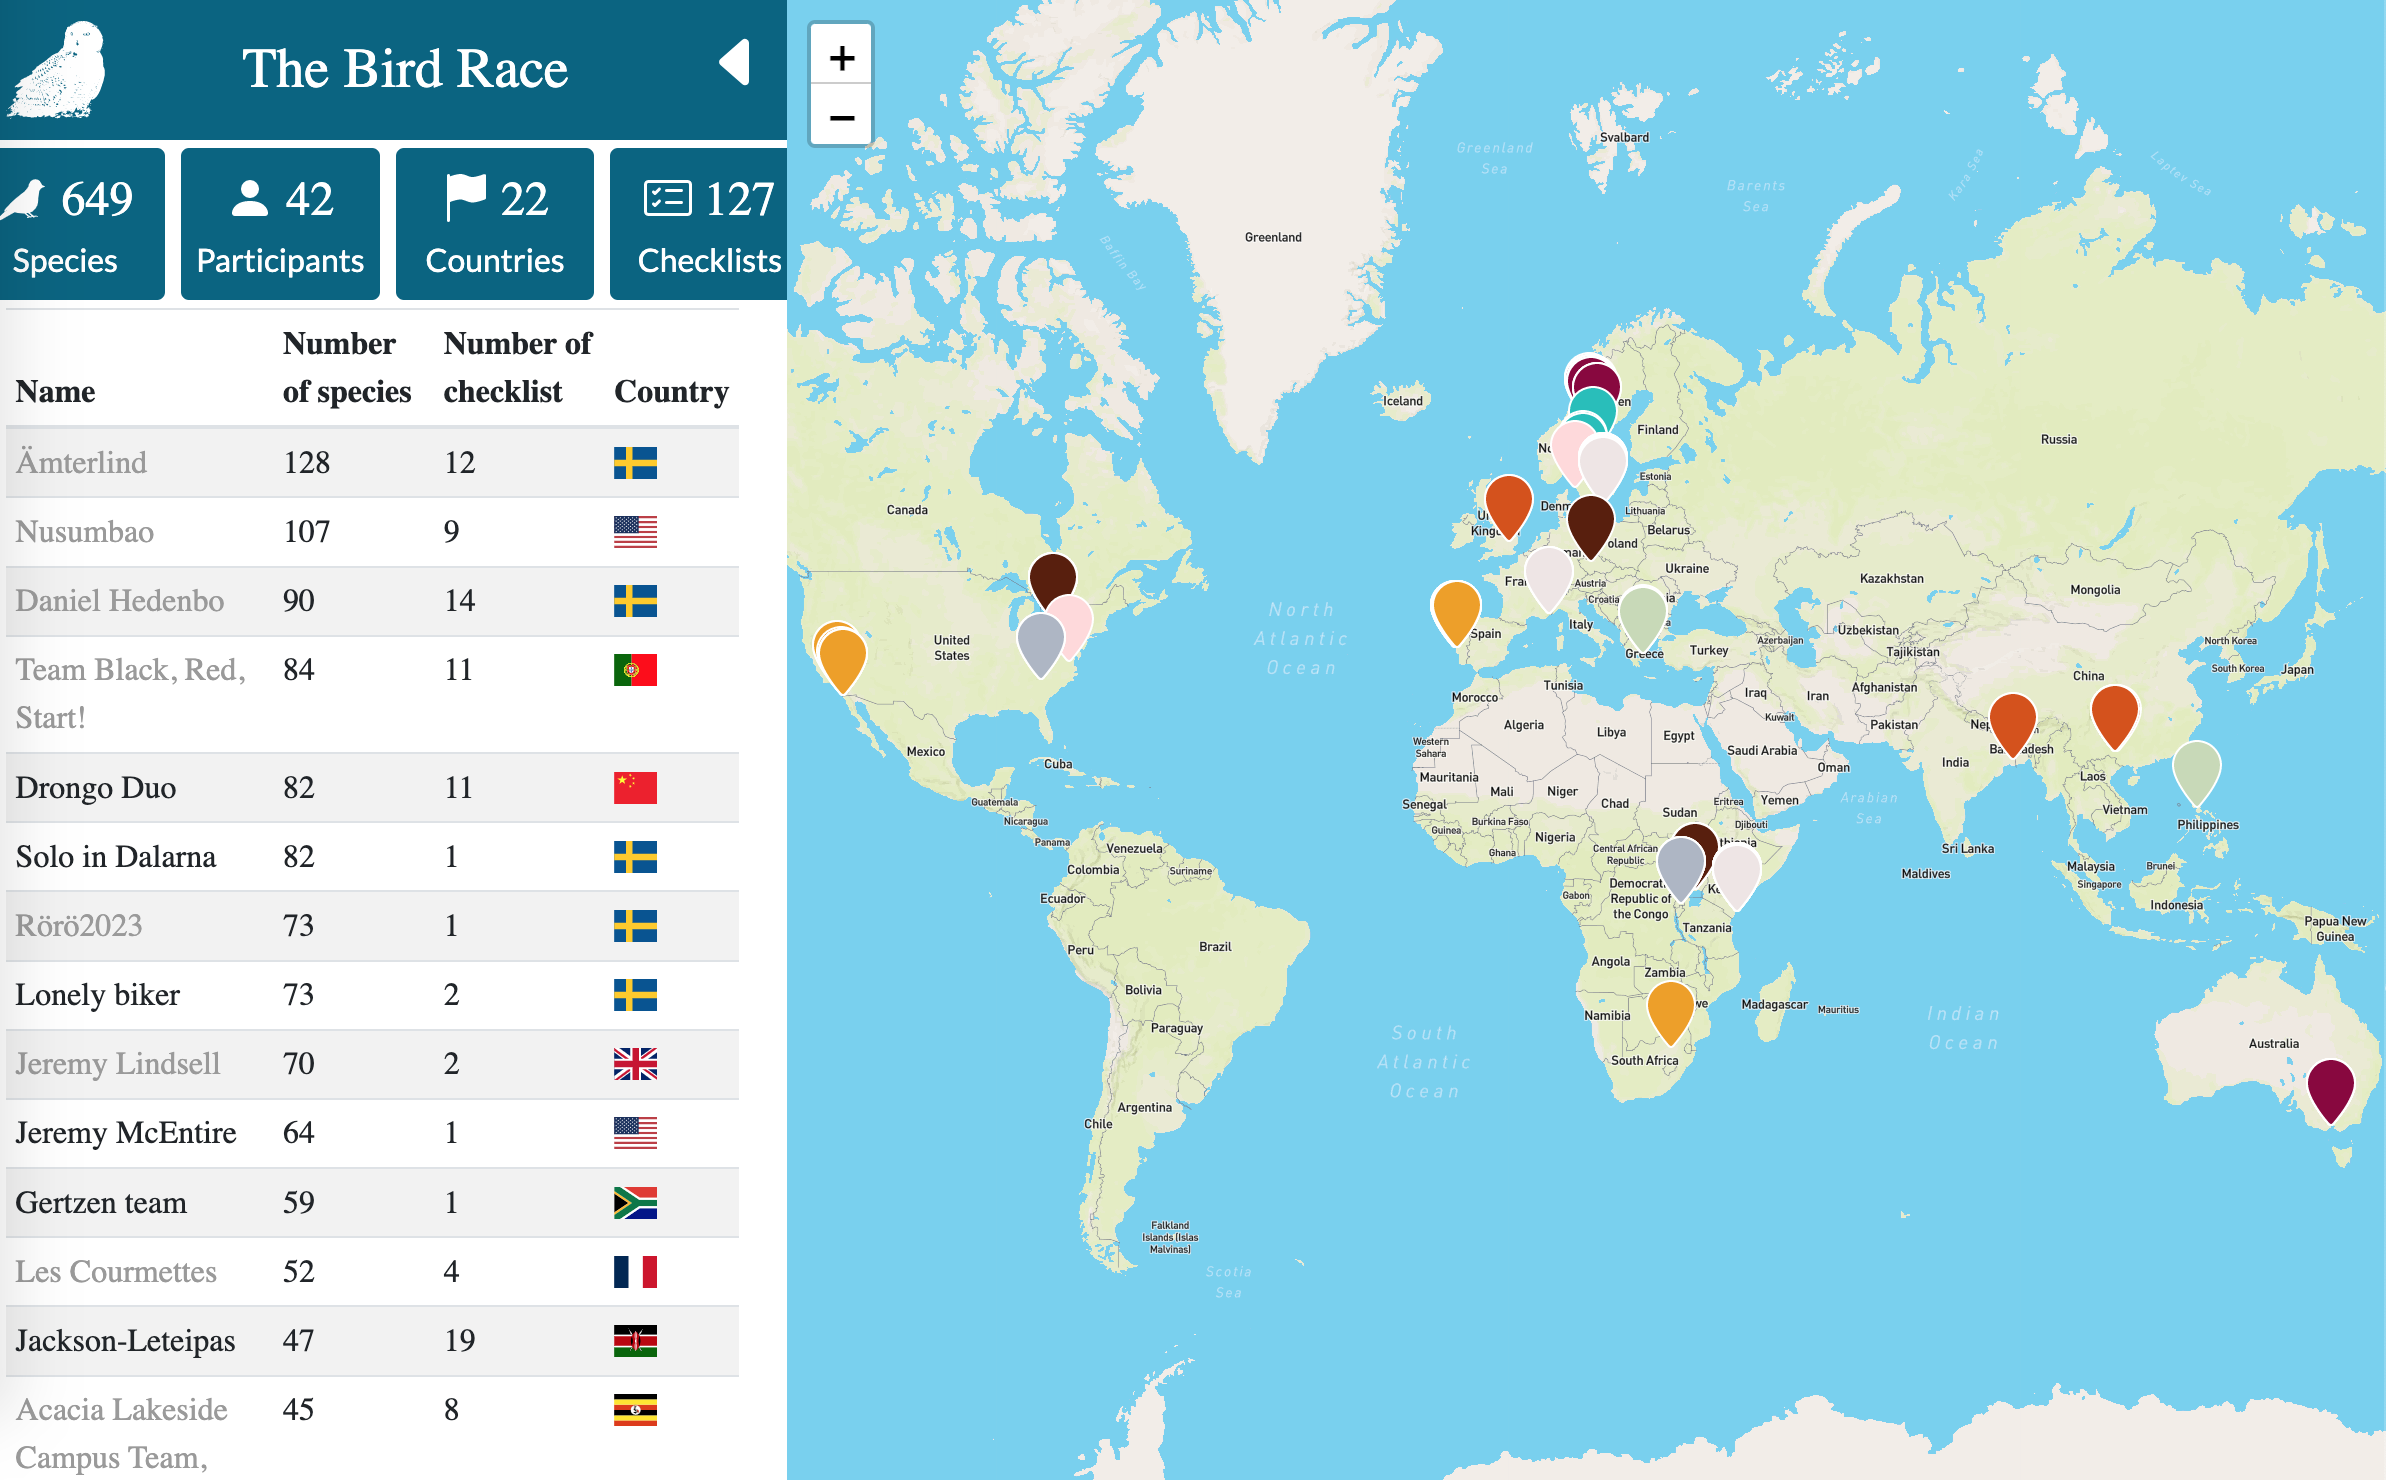 The Bird Race
649
Species
42
Participants
22
Countries
127
Checklists
Name
Number of species
Number of checklist
Country
Ämterlind 128 12
Nusumbao 107 9
Daniel Hedenbo 90 14
Team Black, Red, Start! 84 11
Drongo Duo 82 11
Solo in Dalarna 82 1
Rörö2023 73 1
Lonely biker 73 2
Jeremy Lindsell 70 2
Jeremy McEntire 64 1
Gertzen team 59 1
Les Courmettes 52 4
Jackson-Leteipas 47 19
Acacia Lakeside Campus Team, 45 8
+
−
Greenland Sea
Svalbard
Barents Sea
Kara Sea
Laptev Sea
Greenland
Baffin Bay
Iceland
Finland
Russia
Estonia
Canada
Lithuania
Belarus
Ukraine
Kazakhstan
Mongolia
Austria
Croatia
North Atlantic Ocean
United States
Spain
Italy
Greece
Turkey
Azerbaijan
Uzbekistan
Tajikistan
North Korea
South Korea
Japan
China
Morocco
Tunisia
Iraq
Iran
Afghanistan
Kuwait
Pakistan
Algeria
Libya
Egypt
Western Sahara
Saudi Arabia
Mexico
Cuba
India
Oman
Mauritania
Laos
Mali
Niger
Chad
Yemen
Arabian Sea
Guatemala
Senegal
Sudan
Eritrea
Vietnam
Nicaragua
Burkina Faso
Guinea
Djibouti
Philippines
Panama
Nigeria
Venezuela
Ghana
Central African Republic
Sri Lanka
Colombia
Suriname
Maldives
Malaysia
Brunei
Singapore
Ecuador
Gabon
Republic of the Congo
Indonesia
Tanzania
Papua New Guinea
Peru
Brazil
Angola
Zambia
Bolivia
Madagascar
Mauritius
Namibia
Indian Ocean
Paraguay
South Atlantic Ocean
Australia
South Africa
Argentina
Chile
Falkland Islands (Islas Malvinas)
Scotia Sea